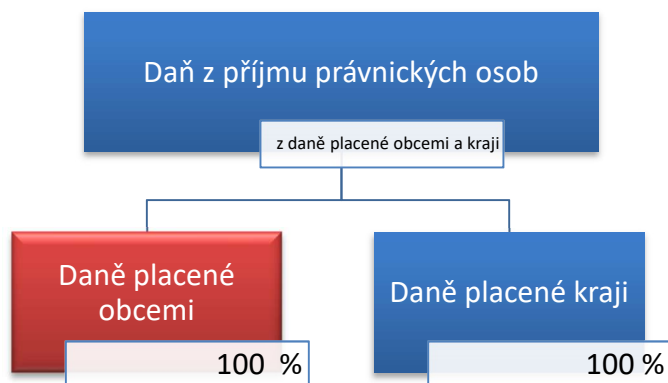 Daň z příjmu právnických osob
z daně placené obcemi a kraji
Daně placené
obcemi
100 %
Daně placené kraji
100 %